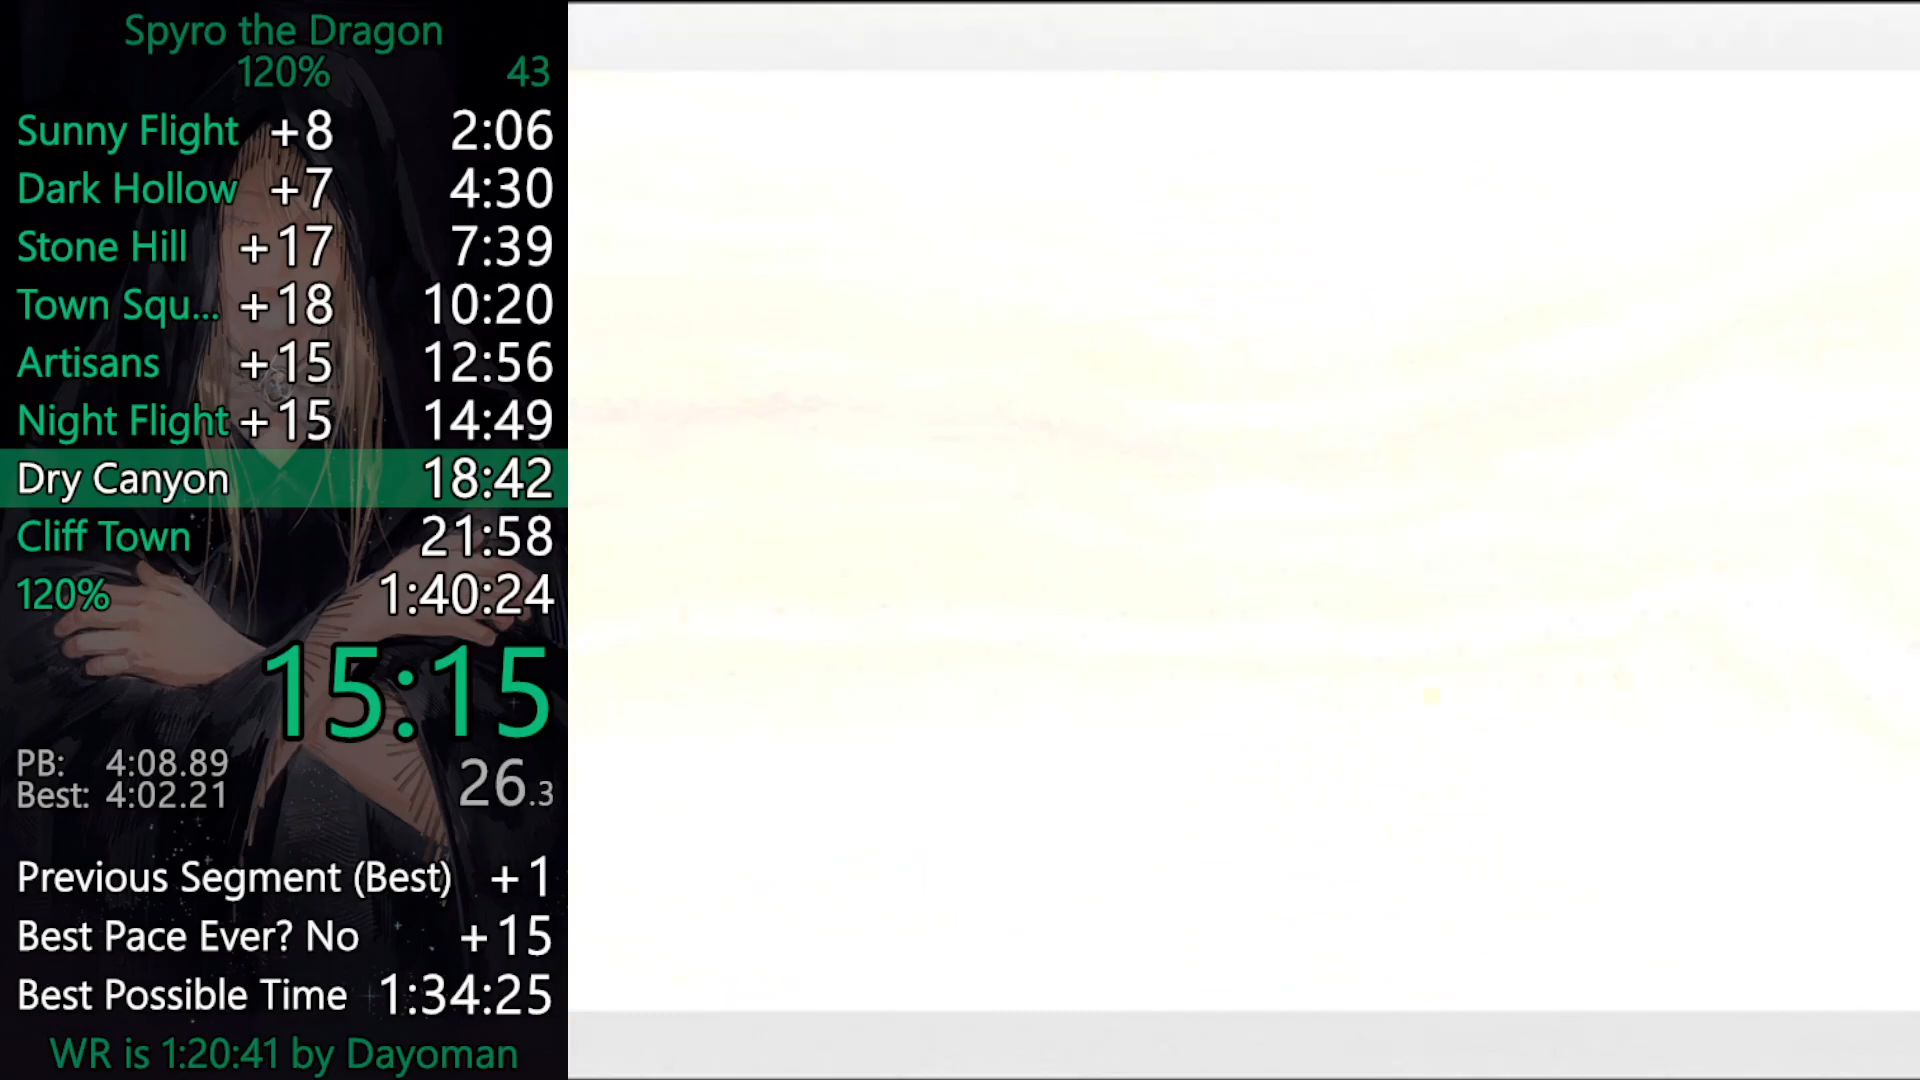 Spyro the Dragon
120% 43
Sunny Flight +8 2:06
Dark Hollow +7 4:30
Stone Hill +17 7:39
Town Squ... +18 10:20
Artisans +15 12:56
Night Flight +15 14:49
Dry Canyon 18:42
Cliff Town 21:58
120% 1:40:24
15:15
PB: 4:08.89
Best: 4:02.21
26.3
Previous Segment (Best) +1
Best Pace Ever? No +15
Best Possible Time 1:34:25
WR is 1:20:41 by Dayoman